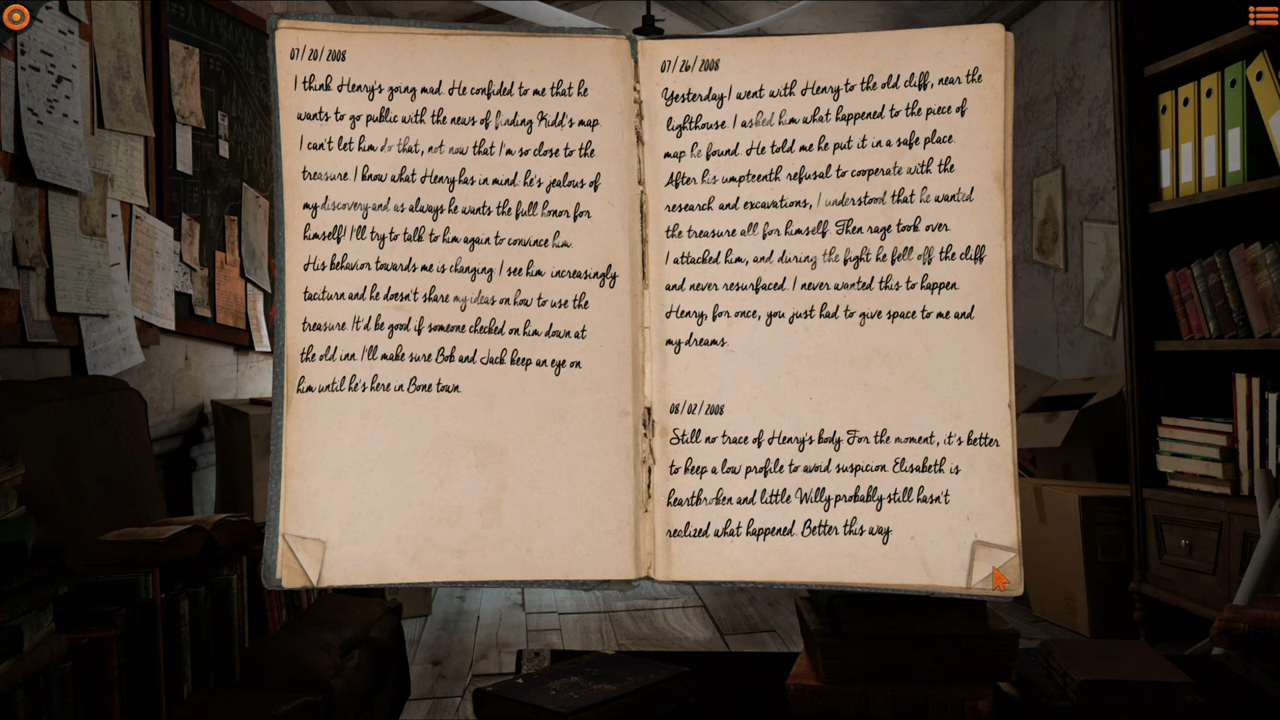 07/20/2008
I think Henry's going mad. He confided to me that he
wants to go public with the news of finding Kidd's map.
I can't let him do that, not now that I'm so close to the
treasure. I know what Henry has in mind: he's jealous of
my discovery and as always he wants the full honor for
himself! I'll try to talk to him again to convince him.
His behavior towards me is changing. I see him increasingly
taciturn and he doesn't share my ideas on how to use the
treasure. It'd be good if someone checked on him down at
the old inn. I'll make sure Bob and Jack keep an eye on
him until he's here in Bone town.
07/26/2008
Yesterday I went with Henry to the old cliff, near the
lighthouse. I asked him what happened to the piece of
map he found. He told me he put it in a safe place.
After his umpteenth refusal to cooperate with the
research and excavations, I understood that he wanted
the treasure all for himself. Then rage took over.
I attacked him, and during the fight he fell off the cliff
and never resurfaced. I never wanted this to happen.
Henry, for once, you just had to give space to me and
my dreams.
08/02/2008
Still no trace of Henry's body. For the moment, it's better
to keep a low profile to avoid suspicion. Elisabeth is
heartbroken and little Willy probably still hasn't
realized what happened. Better this way.